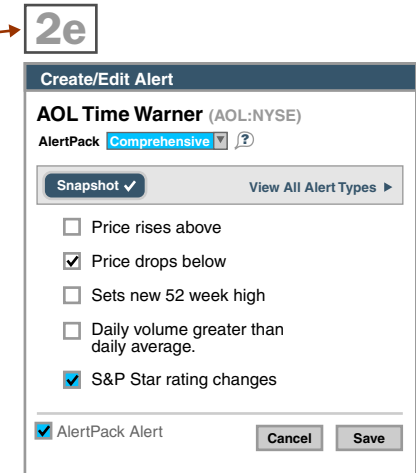 2e
Create/Edit Alert
AOL Time Warner (AOL:NYSE)
AlertPack Comprehensive ?
Snapshot ✓ View All Alert Types ▶
Price rises above
Price drops below
Sets new 52 week high
Daily volume greater than
daily average.
S&P Star rating changes
AlertPack Alert Cancel Save